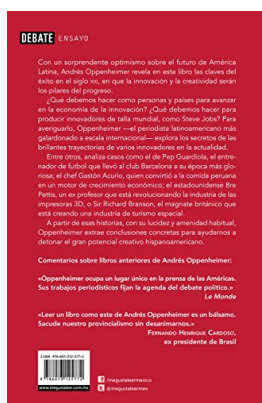 DEBATE ENSAYO
Con un sorprendente optimismo sobre el futuro de América
Latina, Andrés Oppenheimer revela en este libro las claves del
éxito en el siglo XXI, en que la innovación y la creatividad serán
los pilares del progreso.
¿Qué debemos hacer como personas y países para avanzar
en la economía de la innovación? ¿Qué debemos hacer para
producir innovadores de talla mundial, como Steve Jobs? Para
averiguarlo, Oppenheimer —el periodista latinoamericano más
galardonado a escala internacional— explora los secretos de las
brillantes trayectorias de varios innovadores en la actualidad.
Entre otros, analiza casos como el de Pep Guardiola, el entre-
nador de futbol que llevó al club Barcelona a su época más glo-
riosa; el chef Gastón Acurio, quien convirtió a la comida peruana
en un motor de crecimiento económico; el estadounidense Bre
Pettis, un ex profesor que está revolucionando la industria de las
impresoras 3D, o Sir Richard Branson, el magnate británico que
está creando una industria de turismo espacial.
A partir de esas historias, con su lucidez y amenidad habitual,
Oppenheimer extrae conclusiones concretas para ayudarnos a
detonar el gran potencial creativo hispanoamericano.
Comentarios sobre libros anteriores de Andrés Oppenheimer:
«Oppenheimer ocupa un lugar único en la prensa de las Américas.
Sus trabajos periodísticos fijan la agenda del debate político.»
Le Monde
«Leer un libro como este de Andrés Oppenheimer es un bálsamo.
Sacude nuestro provincialismo sin desanimarnos.»
FERNANDO HENRIQUE CARDOSO,
ex presidente de Brasil
www.megustaleer.com.mx
/megustaleermexico
@megustaleermex